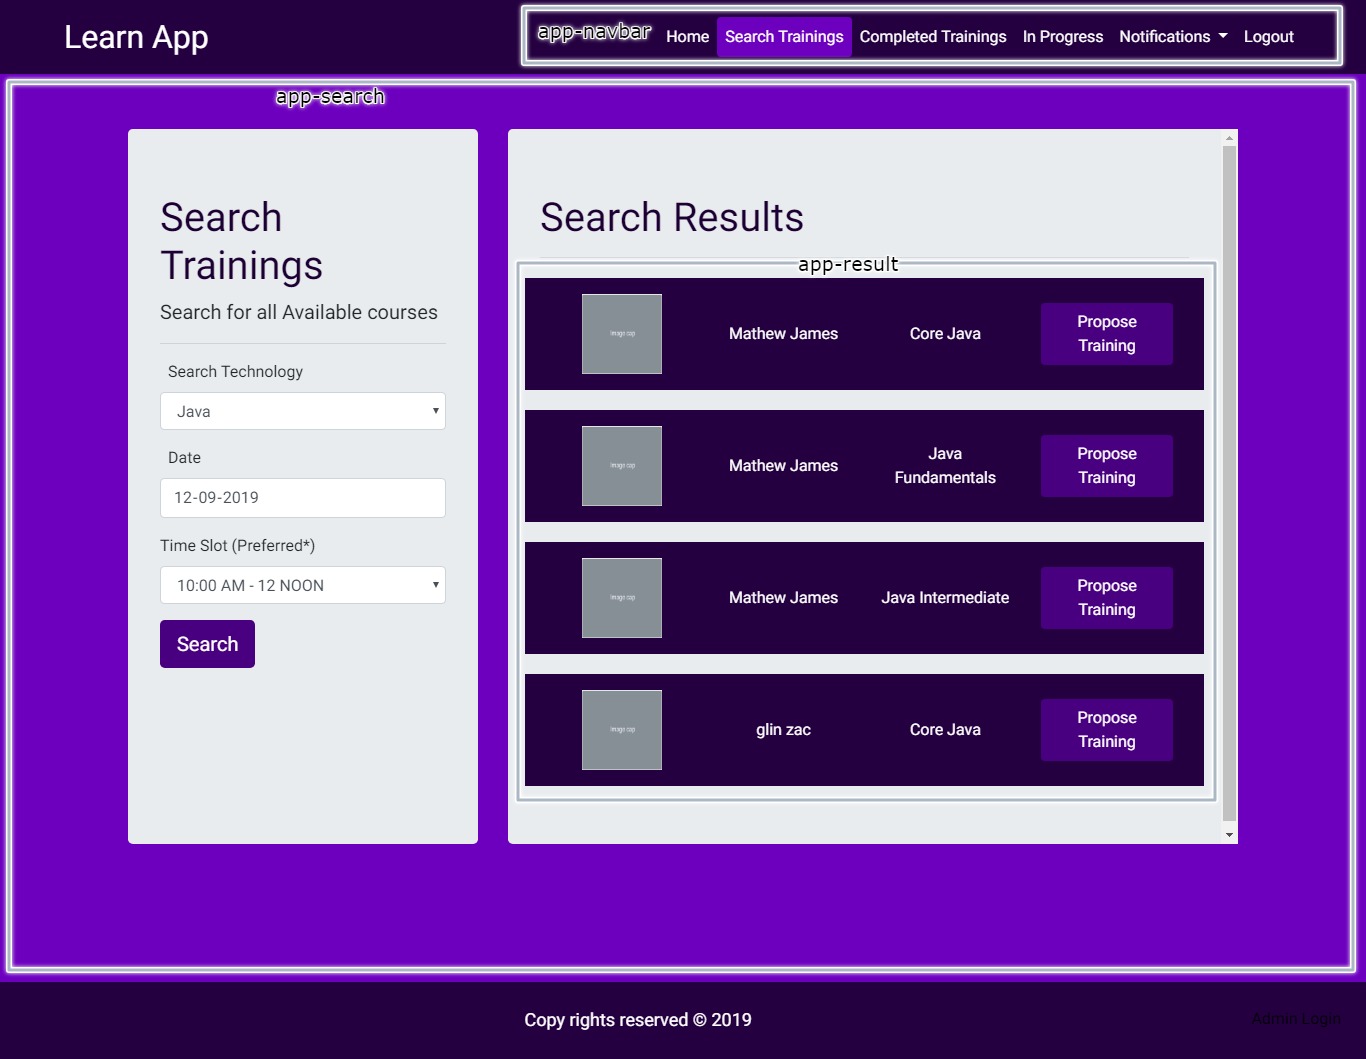 Learn App
app-navbar
Home
Search Trainings
Completed Trainings
In Progress
Notifications
Logout
app-search
Search
Trainings
Search for all Available courses
Search Technology
Java
Date
12-09-2019
Time Slot (Preferred*)
10:00 AM - 12 NOON
Search
Search Results
app-result
Image cap
Mathew James
Core Java
Propose
Training
Image cap
Mathew James
Java
Fundamentals
Propose
Training
Image cap
Mathew James
Java Intermediate
Propose
Training
Image cap
glin zac
Core Java
Propose
Training
Copy rights reserved © 2019
Admin Login